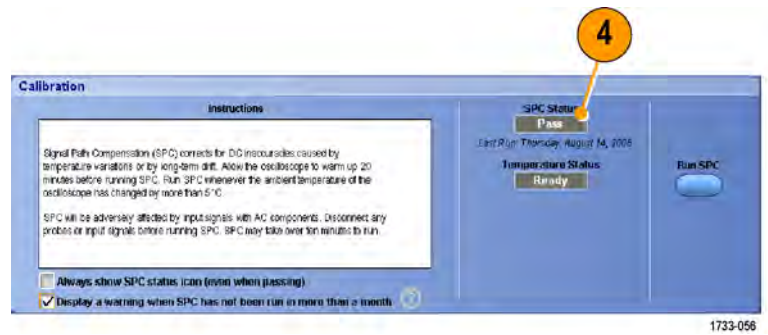 4
Calibration
Instructions
SPC Status
Pass
Last Run: Thursday, August 14, 2008
Signal Path Compensation (SPC) corrects for DC inaccuracies caused by
temperature variations or by long-term drift. Allow the oscilloscope to warm up 20
minutes before running SPC. Run SPC whenever the ambient temperature of the
oscilloscope has changed by more than 5°C.
SPC will be adversely affected by input signals with AC components. Disconnect any
probes or input signals before running SPC. SPC may take over ten minutes to run.
Temperature Status
Ready
Run SPC
Always show SPC status icon (even when passing)
Display a warning when SPC has not been run in more than a month
?
1733-056